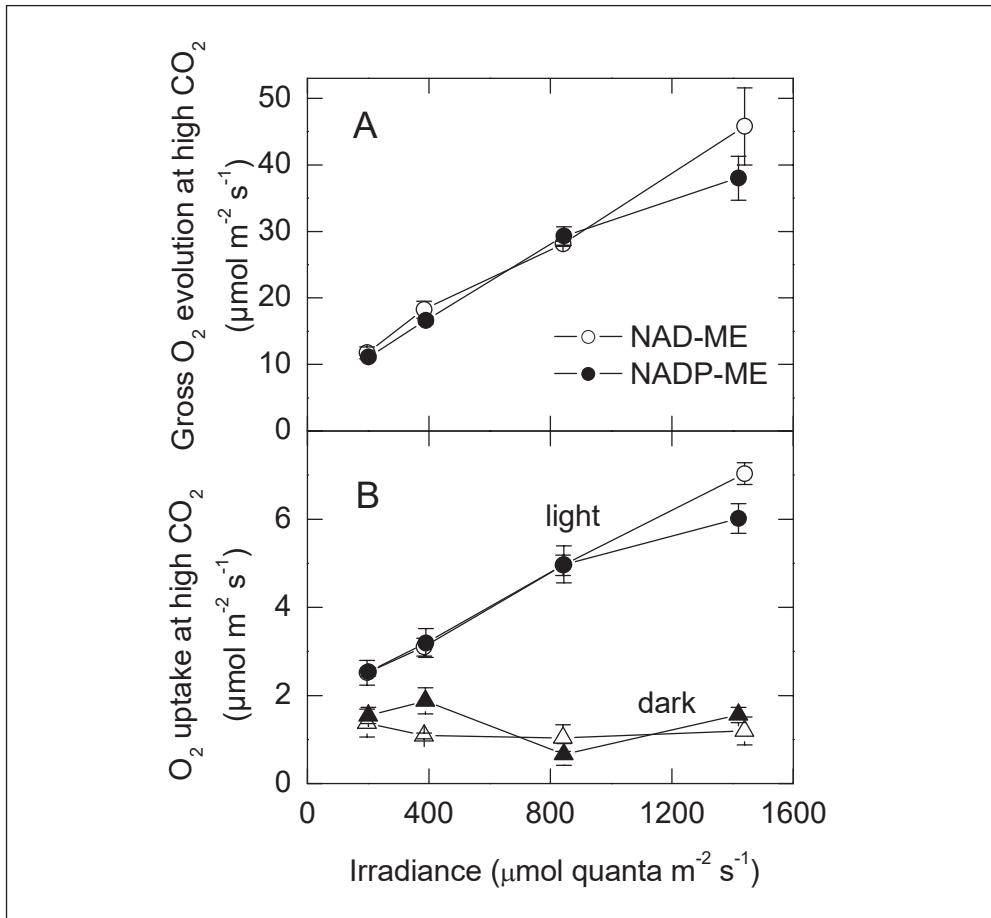 Gross O₂ evolution at high CO₂
(μmol m⁻² s⁻¹)
50
40
30
20
10
0
A
NAD-ME
NADP-ME
O₂ uptake at high CO₂
(μmol m⁻² s⁻¹)
6
4
2
0
B
light
dark
0 400 800 1200 1600
Irradiance (μmol quanta m⁻² s⁻¹)